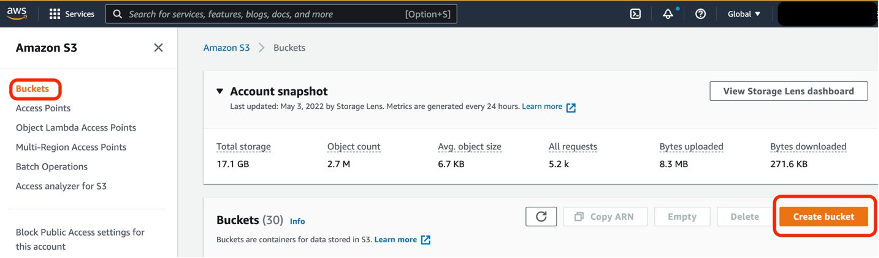 aws Services Search for services, features, blogs, docs, and more [Option+S] Global
Amazon S3
Amazon S3 Buckets
Buckets
Access Points
Object Lambda Access Points
Multi-Region Access Points
Batch Operations
Access analyzer for S3
Block Public Access settings for
this account
Account snapshot
View Storage Lens dashboard
Last updated: May 3, 2022 by Storage Lens. Metrics are generated every 24 hours. Learn more
Total storage Object count Avg. object size All requests Bytes uploaded Bytes downloaded
17.1 GB 2.7 M 6.7 KB 5.2 k 8.3 MB 271.6 KB
Buckets (30) Info
Copy ARN Empty Delete Create bucket
Buckets are containers for data stored in S3. Learn more